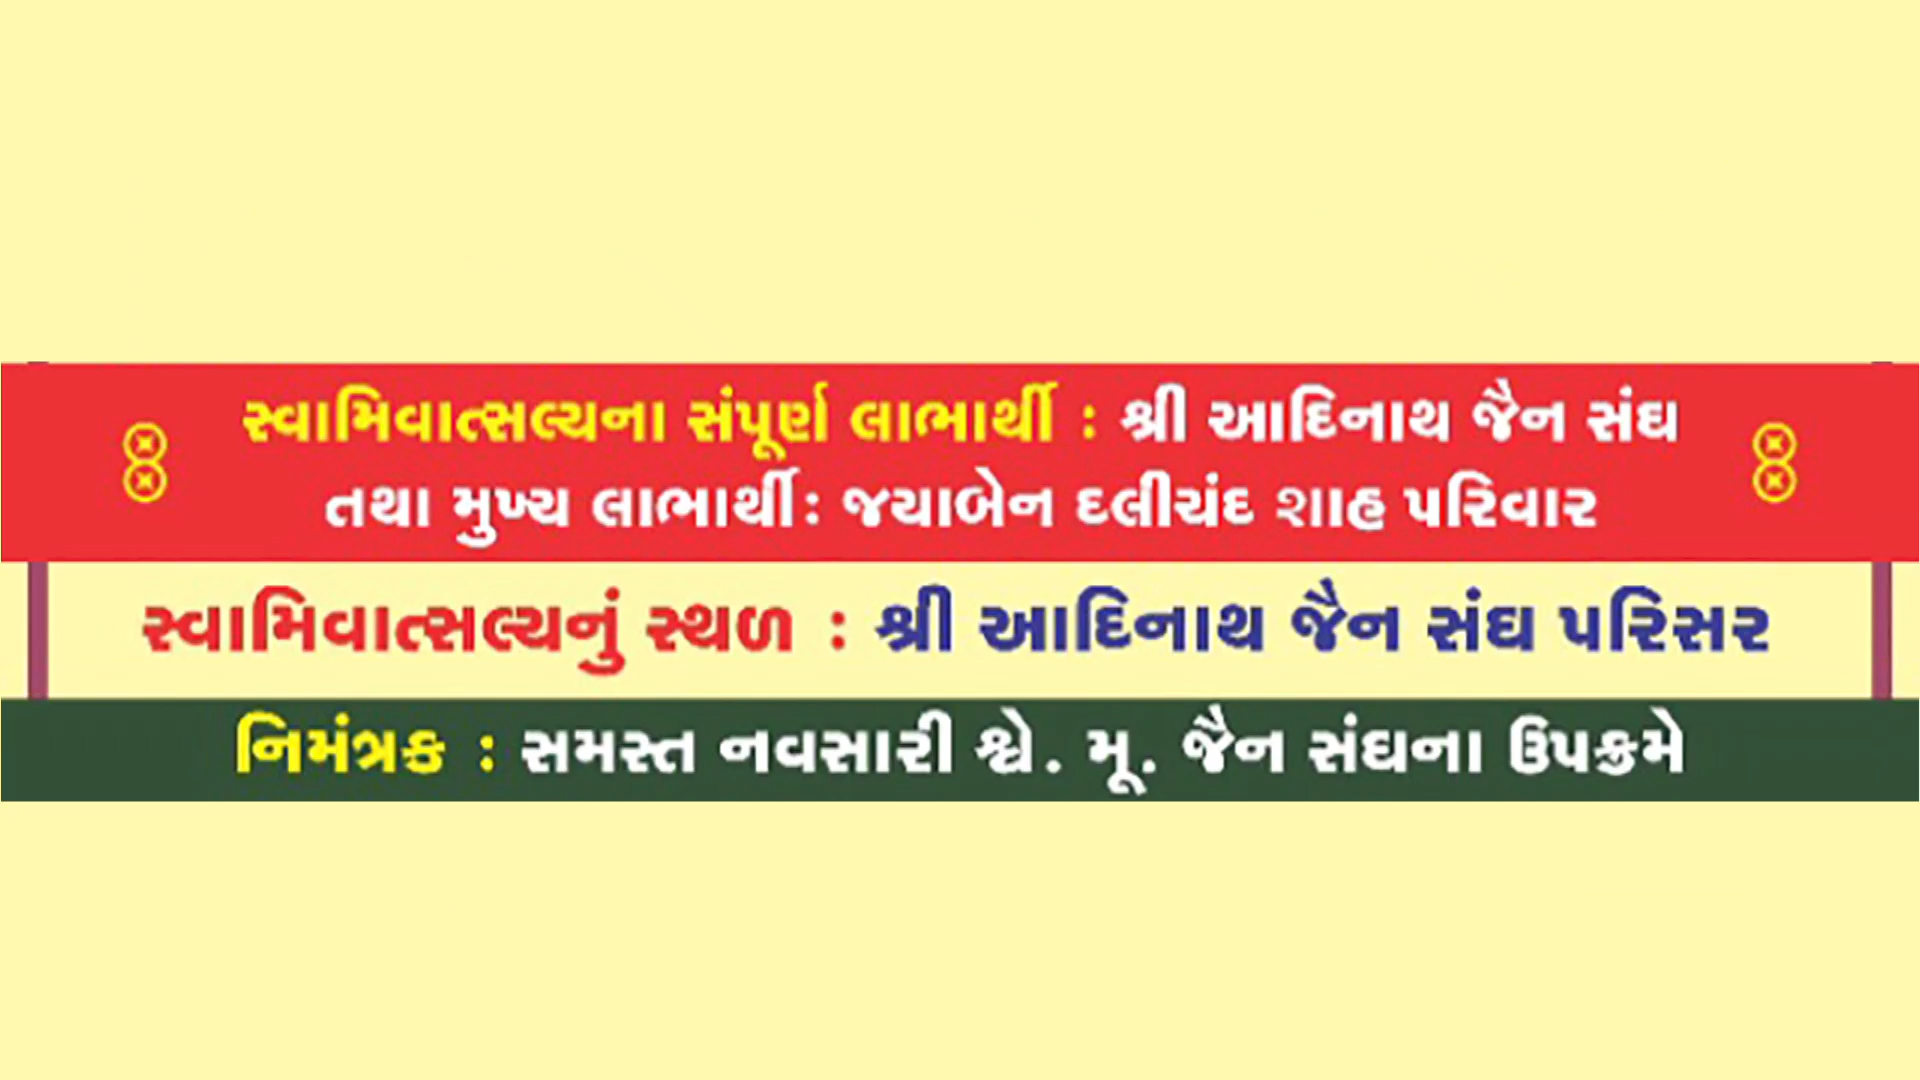 સ્વામિવાત્સલ્યના સંપૂર્ણ લાભાર્થી : શ્રી આદિનાથ જૈન સંઘ
તથા મુખ્ય લાભાર્થી: જયાબેન દલીચંદ શાહ પરિવાર
સ્વામિવાત્સલ્યનું સ્થળ : શ્રી આદિનાથ જૈન સંઘ પરિસર
નિમંત્રક : સમસ્ત નવસારી શ્વે. મૂ. જૈન સંઘના ઉપક્રમે